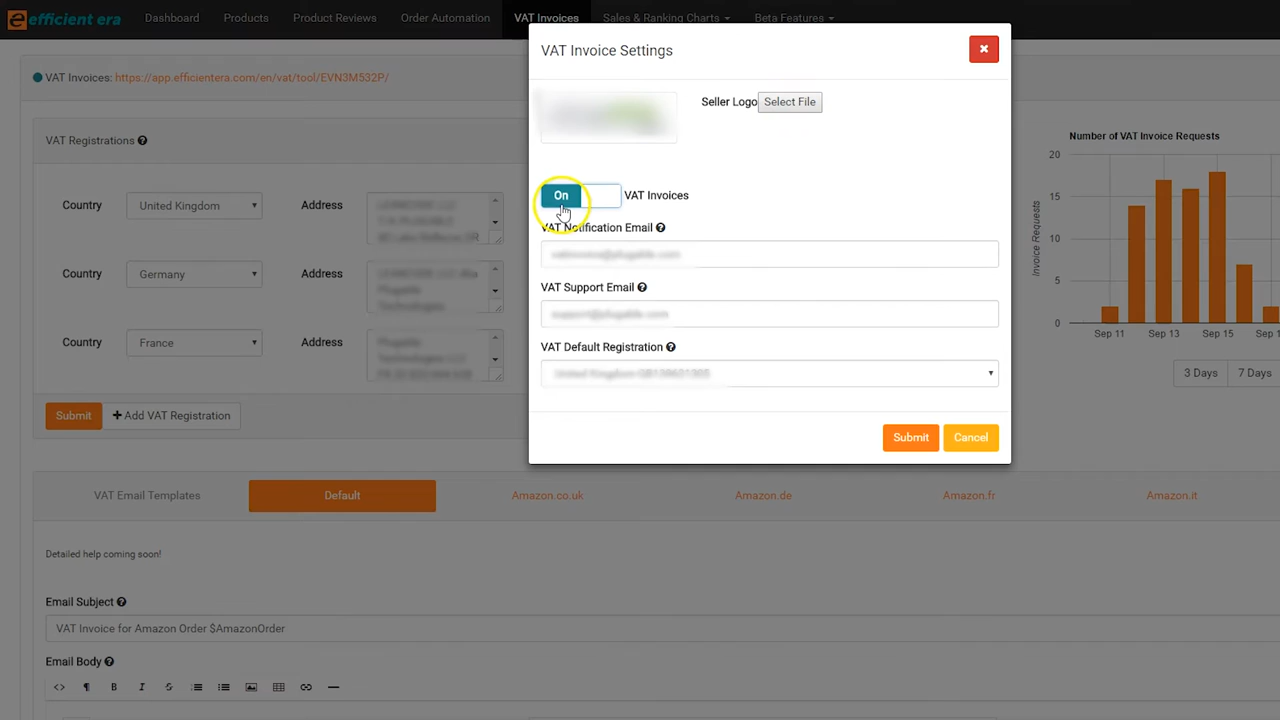 efficient era Dashboard Products Product Reviews Order Automation VAT Invoices Sales & Ranking Charts Beta Features
VAT Invoice Settings
VAT Invoices: https://app.efficientera.com/en/vat/tool/EVN3M532P/
Seller Logo Select File
VAT Registrations
Number of VAT Invoice Requests
20
15
10
5
0
Invoice Requests
Sep 11 Sep 13 Sep 15 Sep 1
3 Days 7 Days
On VAT Invoices
Country United Kingdom Address
VAT Notification Email
Country Germany Address
VAT Support Email
Country France Address
VAT Default Registration
Submit Add VAT Registration
Submit Cancel
VAT Email Templates Default Amazon.co.uk Amazon.de Amazon.fr Amazon.it
Detailed help coming soon!
Email Subject
VAT Invoice for Amazon Order $AmazonOrder
Email Body